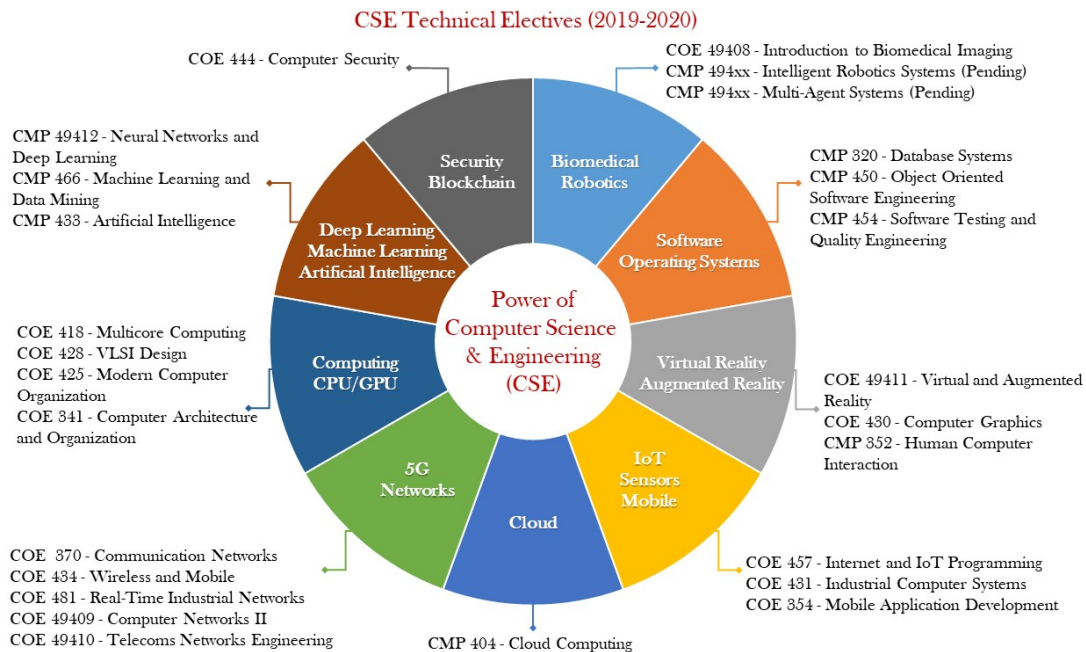 CSE Technical Electives (2019-2020)
COE 444 - Computer Security
COE 49408 - Introduction to Biomedical Imaging
CMP 494xx - Intelligent Robotics Systems (Pending)
CMP 494xx - Multi-Agent Systems (Pending)
CMP 49412 - Neural Networks and
Deep Learning
CMP 466 - Machine Learning and
Data Mining
CMP 433 - Artificial Intelligence
Security
Blockchain
Biomedical
Robotics
CMP 320 - Database Systems
CMP 450 - Object Oriented
Software Engineering
CMP 454 - Software Testing and
Quality Engineering
Deep Learning
Machine Learning
Artificial Intelligence
Software
Operating Systems
Power of
Computer Science
& Engineering
(CSE)
COE 418 - Multicore Computing
COE 428 - VLSI Design
COE 425 - Modern Computer
Organization
COE 341 - Computer Architecture
and Organization
Computing
CPU/GPU
Virtual Reality
Augmented Reality
COE 49411 - Virtual and Augmented
Reality
COE 430 - Computer Graphics
CMP 352 - Human Computer
Interaction
5G
Networks
IoT
Sensors
Mobile
Cloud
COE 370 - Communication Networks
COE 434 - Wireless and Mobile
COE 481 - Real-Time Industrial Networks
COE 49409 - Computer Networks II
COE 49410 - Telecoms Networks Engineering
CMP 404 - Cloud Computing
COE 457 - Internet and IoT Programming
COE 431 - Industrial Computer Systems
COE 354 - Mobile Application Development